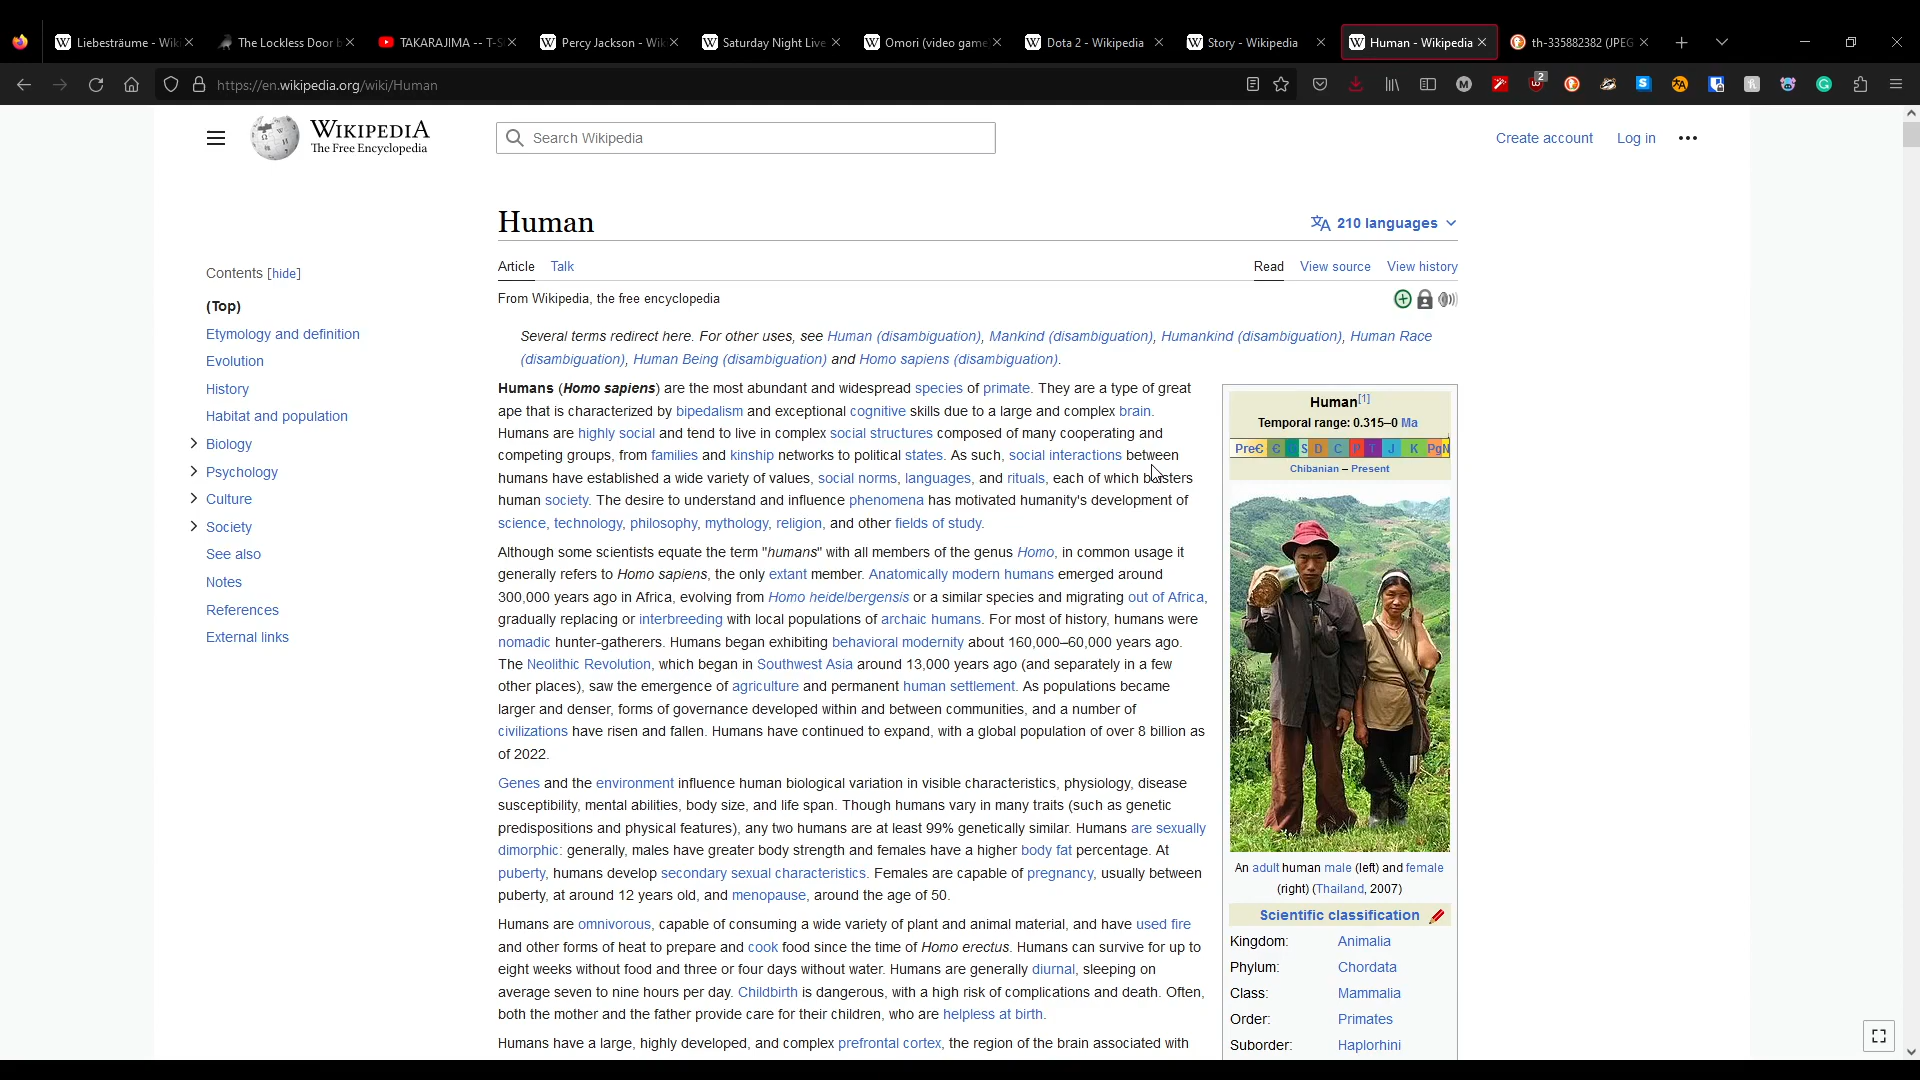 Liebesträume - Wik
The Lockless Door b
TAKARAJIMA -- T-S
Percy Jackson - Wik
Saturday Night Live
Omori (video game
Dota 2 - Wikipedia
Story - Wikipedia
Human - Wikipedia
th-335882382 (JPEG
https://en.wikipedia.org/wiki/Human
2
WIKIPEDIA
The Free Encyclopedia
Search Wikipedia
Create account
Log in
Human
210 languages
Contents [hide]
(Top)
Etymology and definition
Evolution
History
Habitat and population
Biology
Psychology
Culture
Society
See also
Notes
References
External links
Article Talk
Read View source View history
From Wikipedia, the free encyclopedia
Several terms redirect here. For other uses, see Human (disambiguation), Mankind (disambiguation), Humankind (disambiguation), Human Race
(disambiguation), Human Being (disambiguation) and Homo sapiens (disambiguation).
Humans (Homo sapiens) are the most abundant and widespread species of primate. They are a type of great
ape that is characterized by bipedalism and exceptional cognitive skills due to a large and complex brain.
Humans are highly social and tend to live in complex social structures composed of many cooperating and
competing groups, from families and kinship networks to political states. As such, social interactions between
humans have established a wide variety of values, social norms, languages, and rituals, each of which bolsters
human society. The desire to understand and influence phenomena has motivated humanity's development of
science, technology, philosophy, mythology, religion, and other fields of study.
Although some scientists equate the term "humans" with all members of the genus Homo, in common usage it
generally refers to Homo sapiens, the only extant member. Anatomically modern humans emerged around
300,000 years ago in Africa, evolving from Homo heidelbergensis or a similar species and migrating out of Africa,
gradually replacing or interbreeding with local populations of archaic humans. For most of history, humans were
nomadic hunter-gatherers. Humans began exhibiting behavioral modernity about 160,000–60,000 years ago.
The Neolithic Revolution, which began in Southwest Asia around 13,000 years ago (and separately in a few
other places), saw the emergence of agriculture and permanent human settlement. As populations became
larger and denser, forms of governance developed within and between communities, and a number of
civilizations have risen and fallen. Humans have continued to expand, with a global population of over 8 billion as
of 2022.
Genes and the environment influence human biological variation in visible characteristics, physiology, disease
susceptibility, mental abilities, body size, and life span. Though humans vary in many traits (such as genetic
predispositions and physical features), any two humans are at least 99% genetically similar. Humans are sexually
dimorphic: generally, males have greater body strength and females have a higher body fat percentage. At
puberty, humans develop secondary sexual characteristics. Females are capable of pregnancy, usually between
puberty, at around 12 years old, and menopause, around the age of 50.
Humans are omnivorous, capable of consuming a wide variety of plant and animal material, and have used fire
and other forms of heat to prepare and cook food since the time of Homo erectus. Humans can survive for up to
eight weeks without food and three or four days without water. Humans are generally diurnal, sleeping on
average seven to nine hours per day. Childbirth is dangerous, with a high risk of complications and death. Often,
both the mother and the father provide care for their children, who are helpless at birth.
Humans have a large, highly developed, and complex prefrontal cortex, the region of the brain associated with
Human[1]
Temporal range: 0.315–0 Ma
PreꞒ Ꞓ O S D C P T J K Pg N
Chibanian – Present
An adult human male (left) and female
(right) (Thailand, 2007)
Scientific classification
Kingdom: Animalia
Phylum: Chordata
Class: Mammalia
Order: Primates
Suborder: Haplorhini